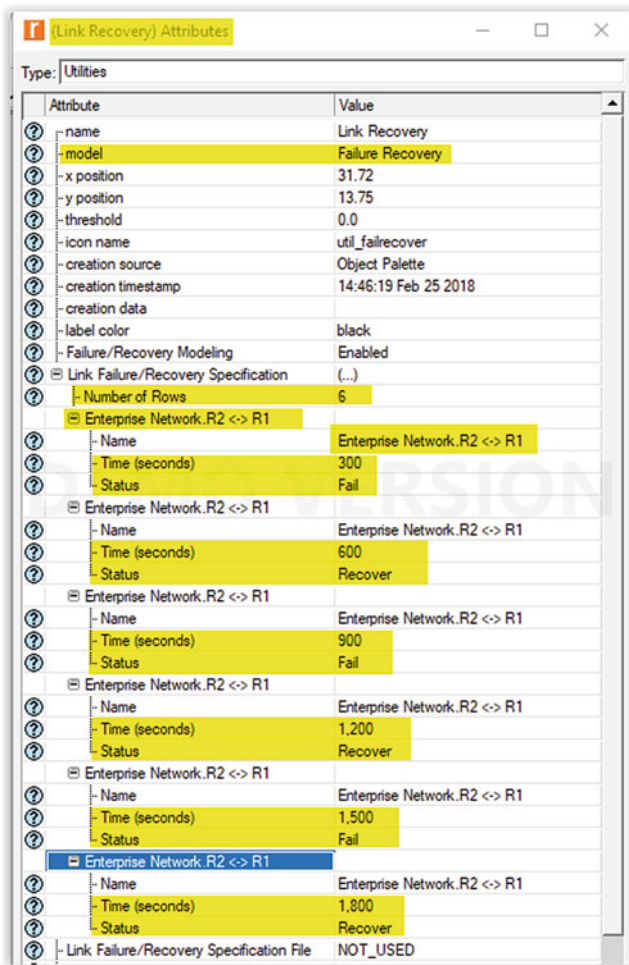 (Link Recovery) Attributes
Type: Utilities
Attribute Value
name Link Recovery
model Failure Recovery
x position 31.72
y position 13.75
threshold 0.0
icon name util_failrecover
creation source Object Palette
creation timestamp 14:46:19 Feb 25 2018
creation data
label color black
Failure/Recovery Modeling Enabled
Link Failure/Recovery Specification (...)
Number of Rows 6
Enterprise Network.R2 <-> R1
Name Enterprise Network.R2 <-> R1
Time (seconds) 300
Status Fail
DEMO VERSION
Enterprise Network.R2 <-> R1
Name Enterprise Network.R2 <-> R1
Time (seconds) 600
Status Recover
Enterprise Network.R2 <-> R1
Name Enterprise Network.R2 <-> R1
Time (seconds) 900
Status Fail
Enterprise Network.R2 <-> R1
Name Enterprise Network.R2 <-> R1
Time (seconds) 1,200
Status Recover
Enterprise Network.R2 <-> R1
Name Enterprise Network.R2 <-> R1
Time (seconds) 1,500
Status Fail
Enterprise Network.R2 <-> R1
Name Enterprise Network.R2 <-> R1
Time (seconds) 1,800
Status Recover
Link Failure/Recovery Specification File NOT_USED